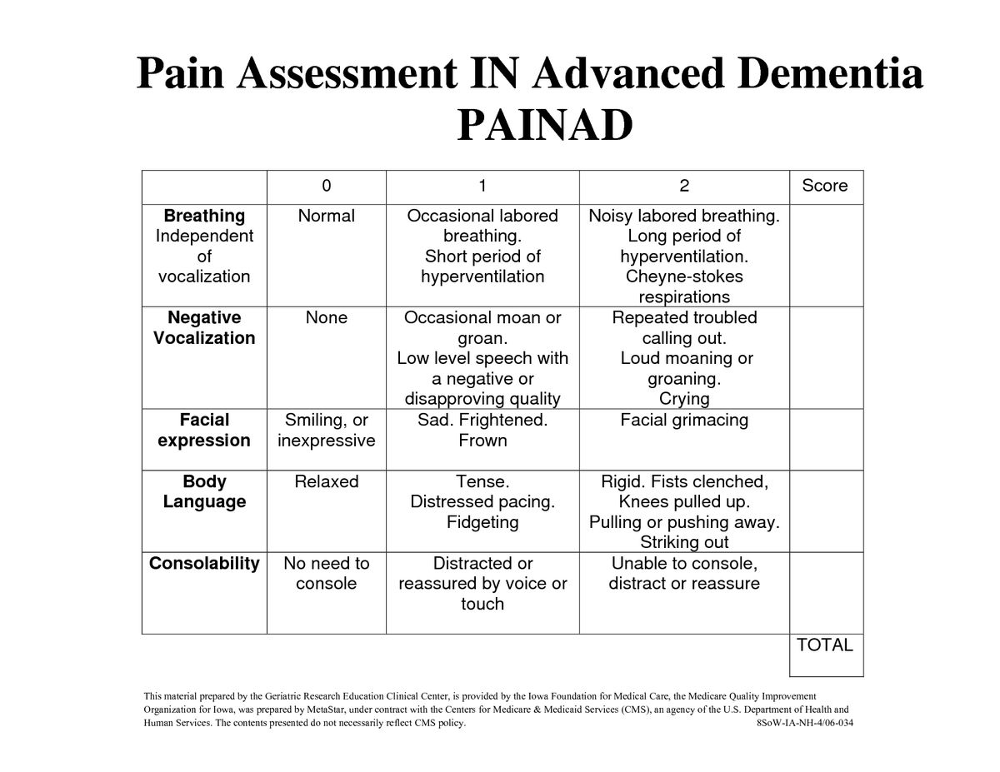 Pain Assessment IN Advanced Dementia
PAINAD
0
1
2
Score
Breathing
Independent
of
vocalization
Normal
Occasional labored
breathing.
Short period of
hyperventilation
Noisy labored breathing.
Long period of
hyperventilation.
Cheyne-stokes
respirations
Negative
Vocalization
None
Occasional moan or
groan.
Low level speech with
a negative or
disapproving quality
Repeated troubled
calling out.
Loud moaning or
groaning.
Crying
Facial
expression
Smiling, or
inexpressive
Sad. Frightened.
Frown
Facial grimacing
Body
Language
Relaxed
Tense.
Distressed pacing.
Fidgeting
Rigid. Fists clenched,
Knees pulled up.
Pulling or pushing away.
Striking out
Consolability
No need to
console
Distracted or
reassured by voice or
touch
Unable to console,
distract or reassure
TOTAL
This material prepared by the Geriatric Research Education Clinical Center, is provided by the Iowa Foundation for Medical Care, the Medicare Quality Improvement
Organization for Iowa, was prepared by MetaStar, under contract with the Centers for Medicare & Medicaid Services (CMS), an agency of the U.S. Department of Health and
Human Services. The contents presented do not necessarily reflect CMS policy.
8SoW-IA-NH-4/06-034